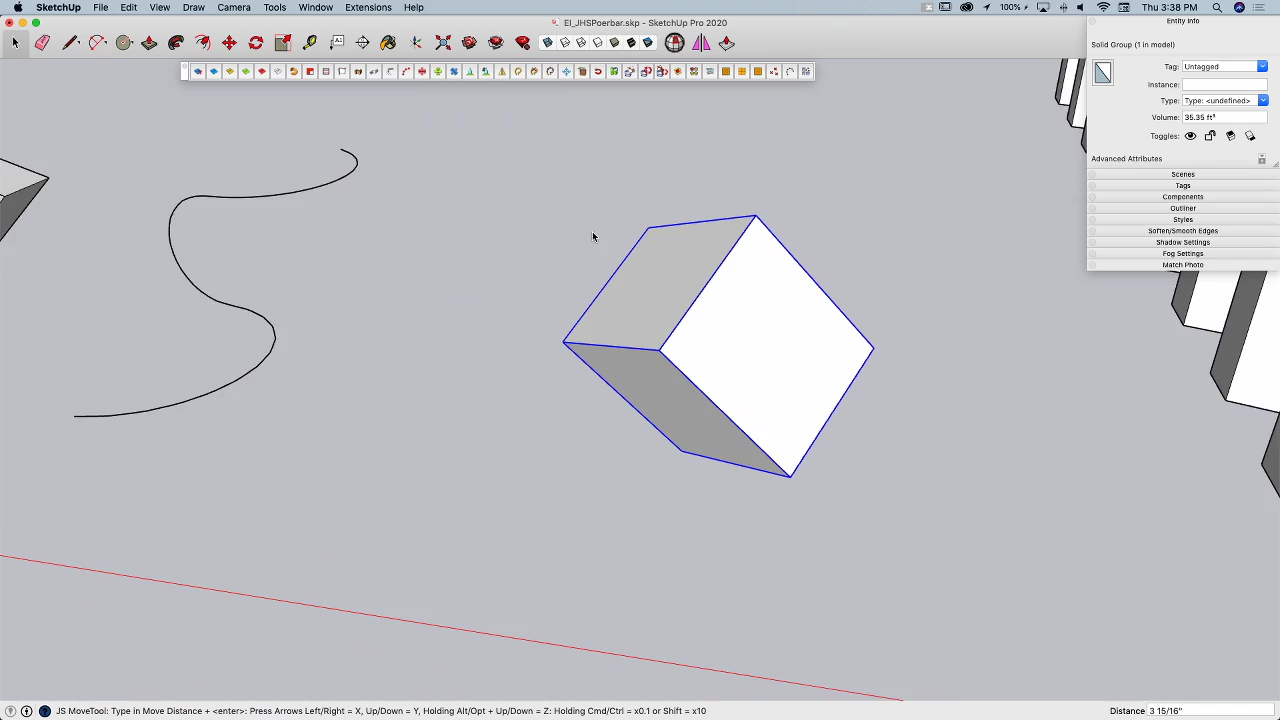 SketchUp File Edit View Draw Camera Tools Window Extensions Help 100% Thu 3:38 PM
EI_JHSPoerbar.skp - SketchUp Pro 2020
Entity Info
Solid Group (1 in model)
Tag: Untagged
Instance:
Type: Type: <undefined>
Volume: 35.35 ft³
Toggles:
Advanced Attributes
Scenes
Tags
Components
Outliner
Styles
Soften/Smooth Edges
Shadow Settings
Fog Settings
Match Photo
JS MoveTool: Type in Move Distance + <enter>: Press Arrows Left/Right = X, Up/Down = Y, Holding Alt/Opt + Up/Down = Z: Holding Cmd/Ctrl = x0.1 or Shift = x10 Distance 3 15/16"